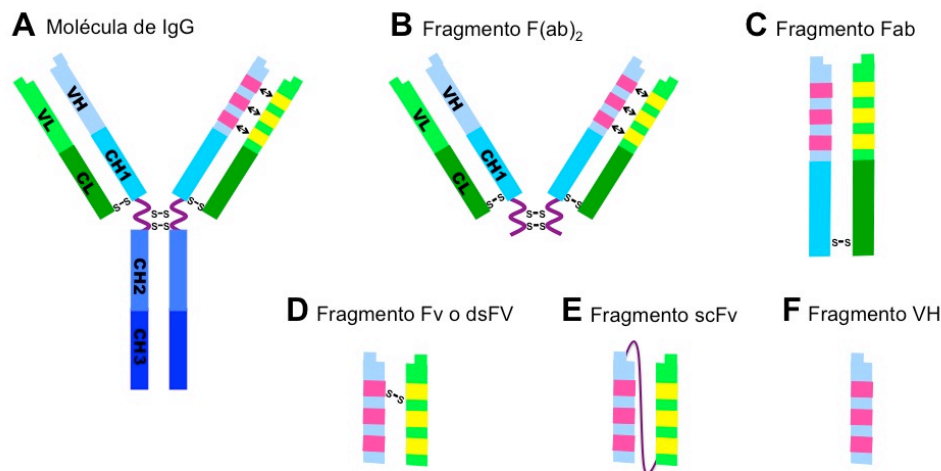 A Molécula de IgG
B Fragmento F(ab)2
C Fragmento Fab
VL
VH
CL
CH1
S-S
S-S
S-S
S-S
CH2
CH3
VL
VH
CL
CH1
S-S
S-S
S-S
S-S
S-S
D Fragmento Fv o dsFV
E Fragmento scFv
F Fragmento VH
S-S